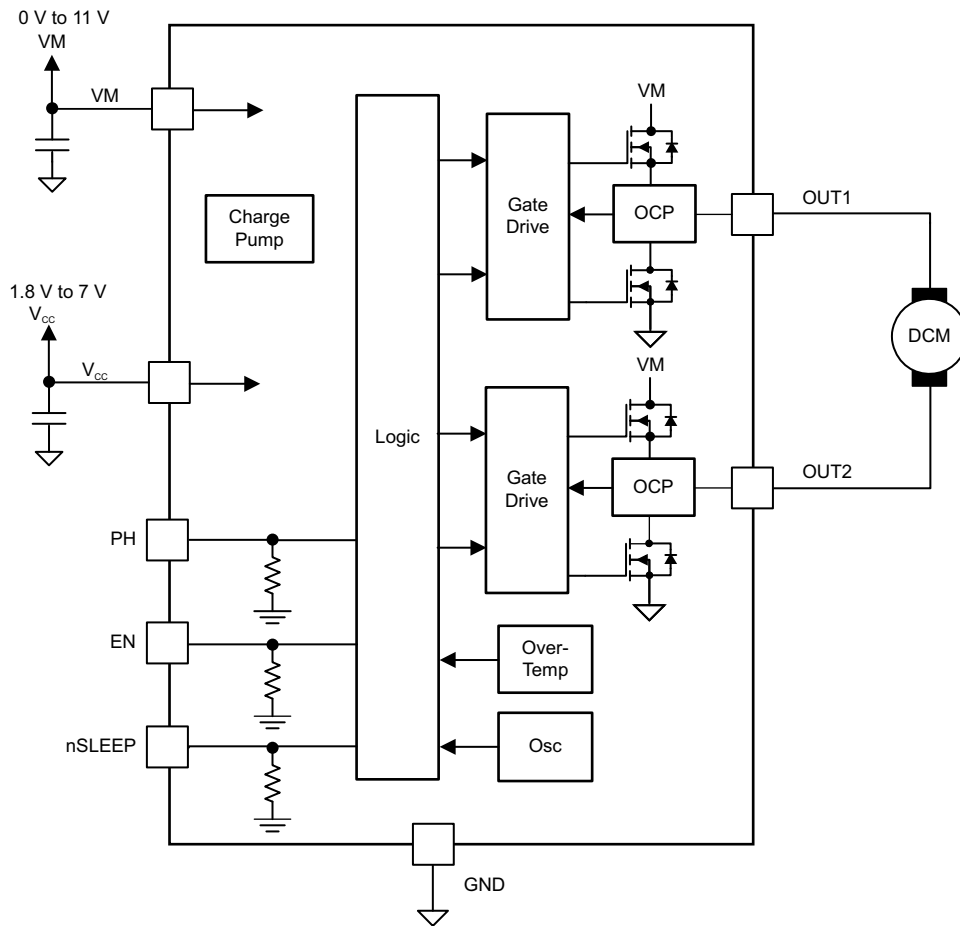 0 V to 11 V
VM
VM
Charge
Pump
1.8 V to 7 V
VCC
VCC
PH
EN
nSLEEP
Logic
Gate
Drive
VM
OCP
OUT1
DCM
Gate
Drive
VM
OCP
OUT2
Over-
Temp
Osc
GND